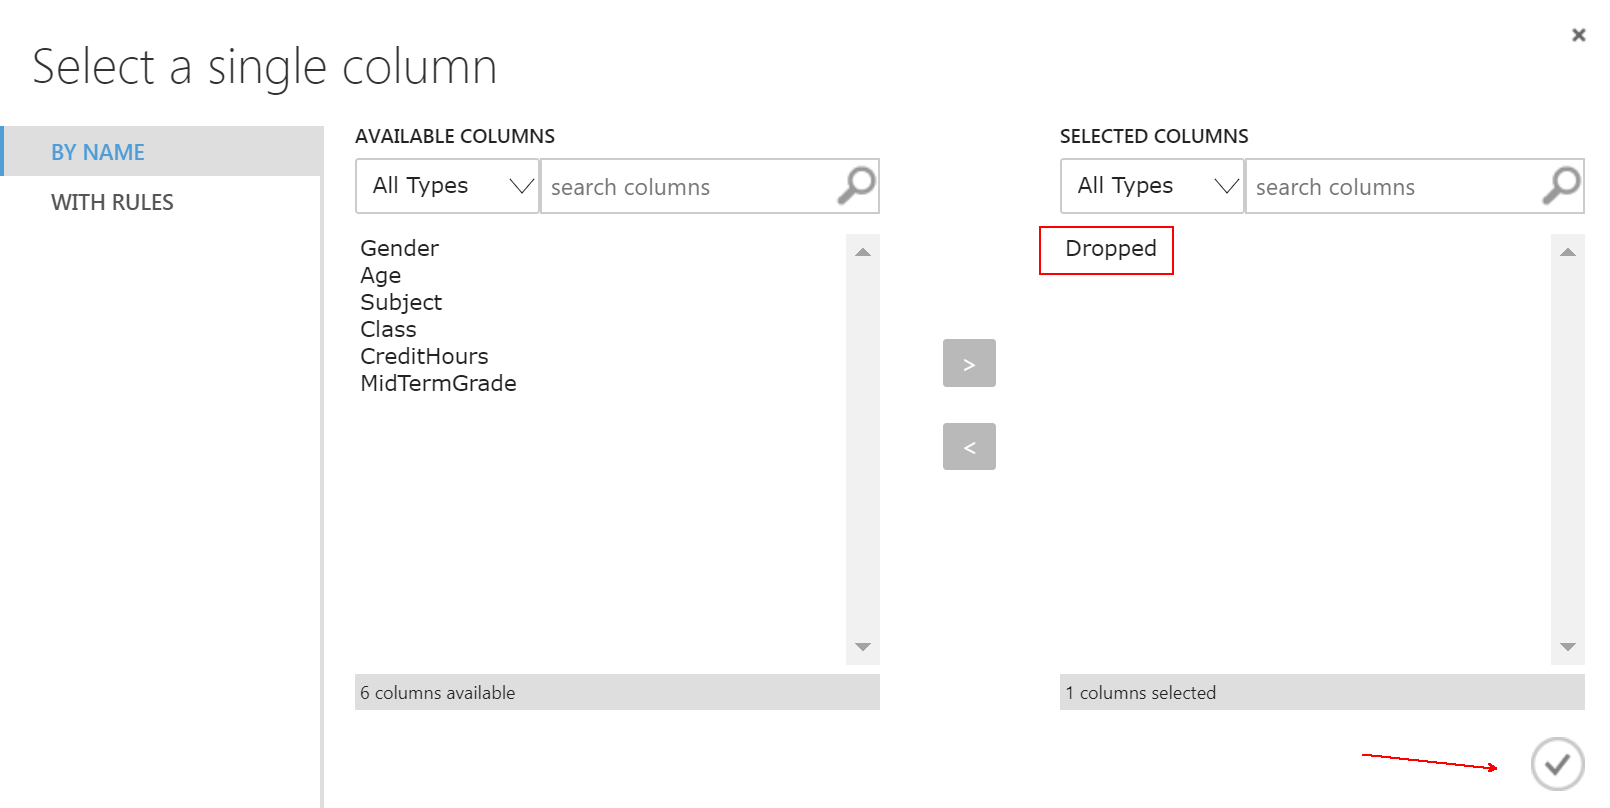 Select a single column
BY NAME
WITH RULES
AVAILABLE COLUMNS
All Types
search columns
Gender
Age
Subject
Class
CreditHours
MidTermGrade
6 columns available
>
<
SELECTED COLUMNS
All Types
search columns
Dropped
1 columns selected